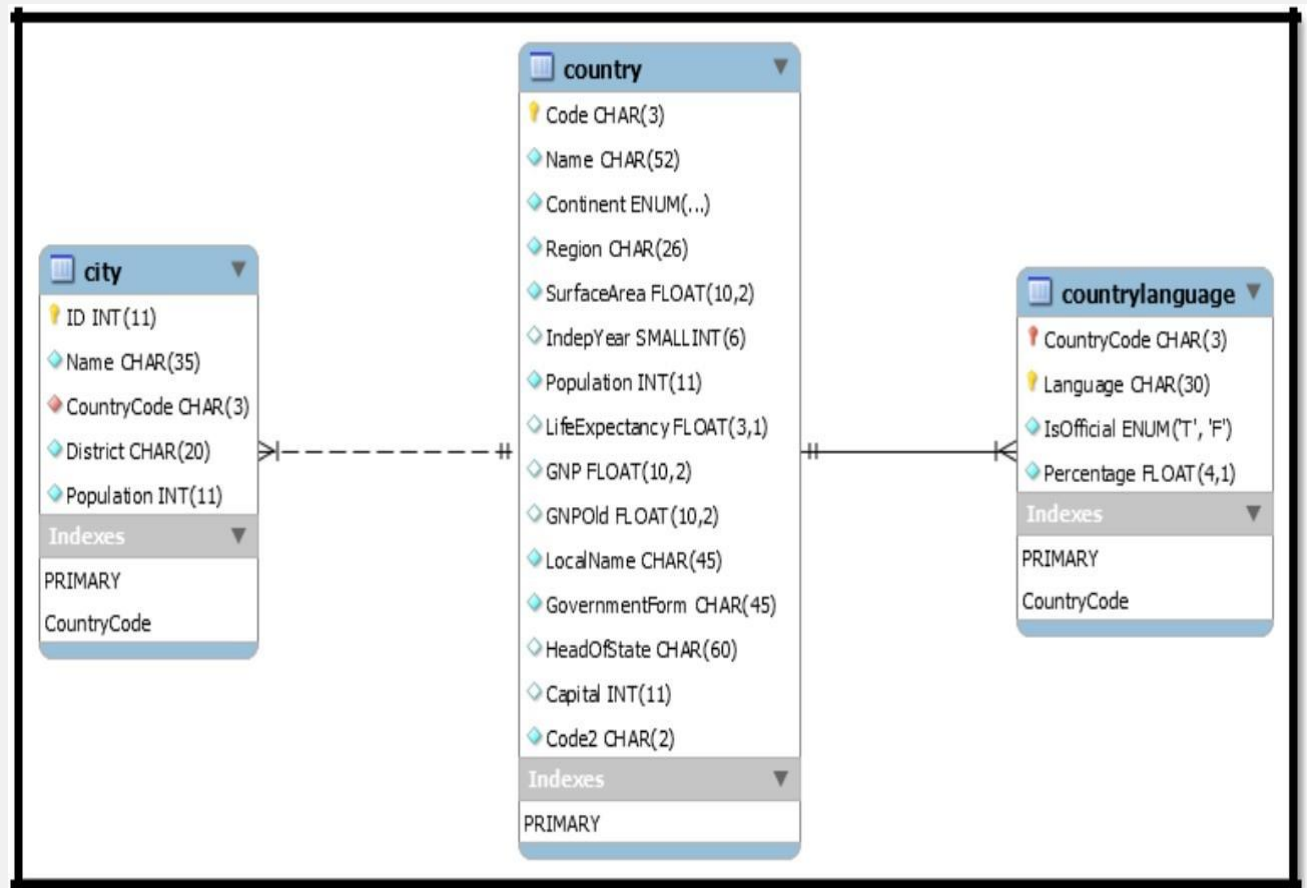 city
ID INT(11)
Name CHAR(35)
CountryCode CHAR(3)
District CHAR(20)
Population INT(11)
Indexes
PRIMARY
CountryCode
country
Code CHAR(3)
Name CHAR(52)
Continent ENUM(...)
Region CHAR(26)
SurfaceArea FLOAT(10,2)
IndepYear SMALLINT(6)
Population INT(11)
LifeExpectancy FLOAT(3,1)
GNP FLOAT(10,2)
GNPOld FLOAT(10,2)
LocalName CHAR(45)
GovernmentForm CHAR(45)
HeadOfState CHAR(60)
Capital INT(11)
Code2 CHAR(2)
Indexes
PRIMARY
countrylanguage
CountryCode CHAR(3)
Language CHAR(30)
IsOfficial ENUM('T', 'F')
Percentage FLOAT(4,1)
Indexes
PRIMARY
CountryCode